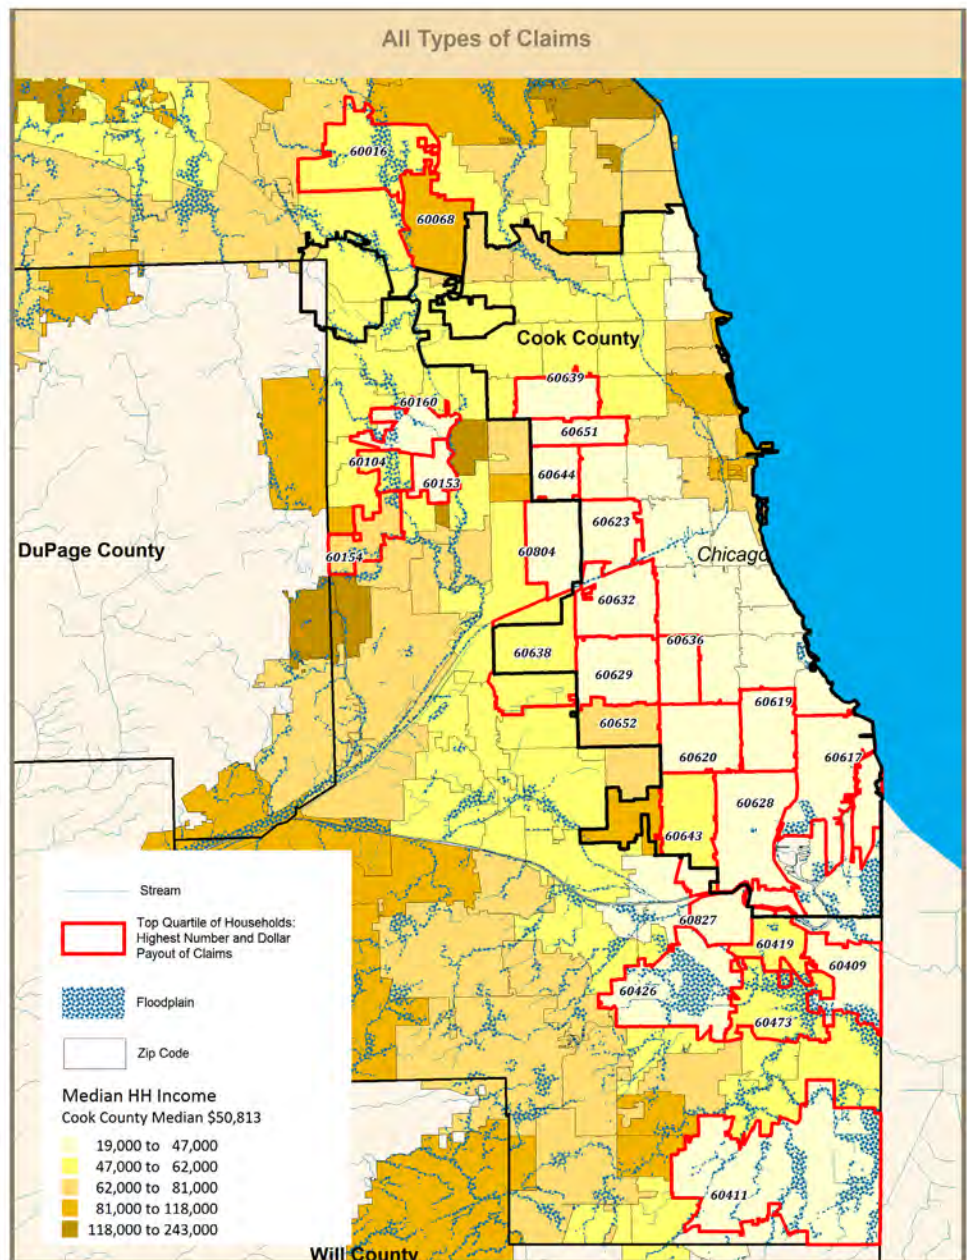 All Types of Claims
60016
60068
Cook County
60639
60160
60651
60104
60644
60153
60623
DuPage County
60154
60804
Chicago
60632
60638
60636
60629
60619
60652
60620
60617
60628
60643
60827
60419
60409
60426
60473
60411
Will County
Stream
Top Quartile of Households:
Highest Number and Dollar
Payout of Claims
Floodplain
Zip Code
Median HH Income
Cook County Median $50,813
19,000 to 47,000
47,000 to 62,000
62,000 to 81,000
81,000 to 118,000
118,000 to 243,000